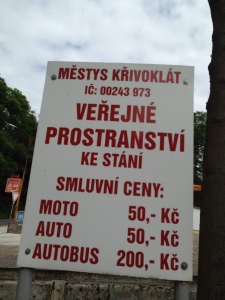 MĚSTYS KŘIVOKLÁT
IČ: 00243 973
VEŘEJNÉ
PROSTRANSTVÍ
KE STÁNÍ
SMLUVNÍ CENY:
MOTO 50,- Kč
AUTO 50,- Kč
AUTOBUS 200,- Kč